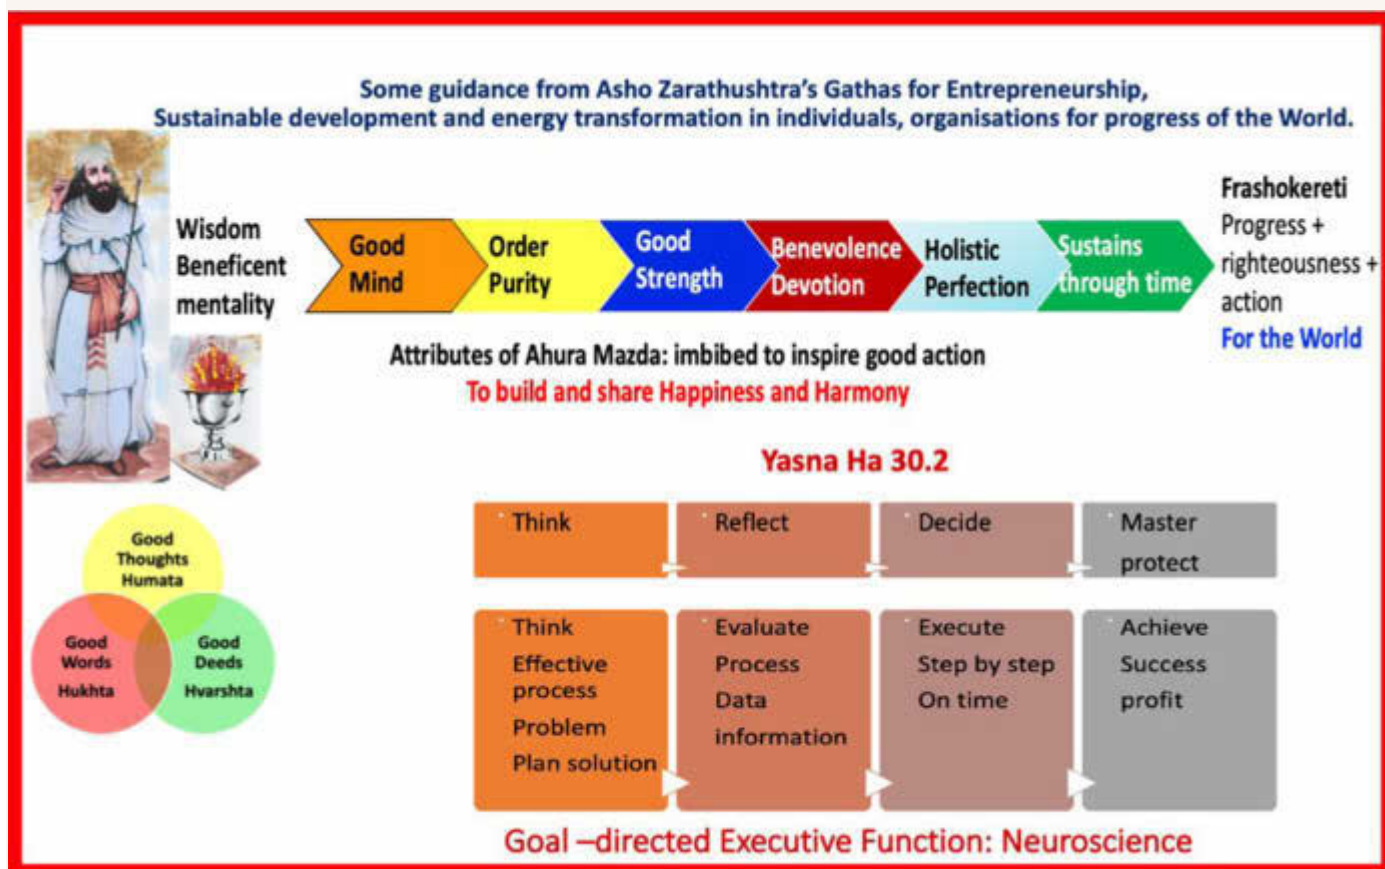 Some guidance from Asho Zarathushtra's Gathas for Entrepreneurship,
Sustainable development and energy transformation in individuals, organisations for progress of the World.
Wisdom
Beneficent
mentality
Good
Mind
Order
Purity
Good
Strength
Benevolence
Devotion
Holistic
Perfection
Sustains
through time
Frashokereti
Progress +
righteousness +
action
For the World
Attributes of Ahura Mazda: imbibed to inspire good action
To build and share Happiness and Harmony
Yasna Ha 30.2
Think
Reflect
Decide
Master
protect
Think
Effective
process
Problem
Plan solution
Evaluate
Process
Data
information
Execute
Step by step
On time
Achieve
Success
profit
Good
Thoughts
Humata
Good
Words
Hukhta
Good
Deeds
Hvarshta
Goal –directed Executive Function: Neuroscience